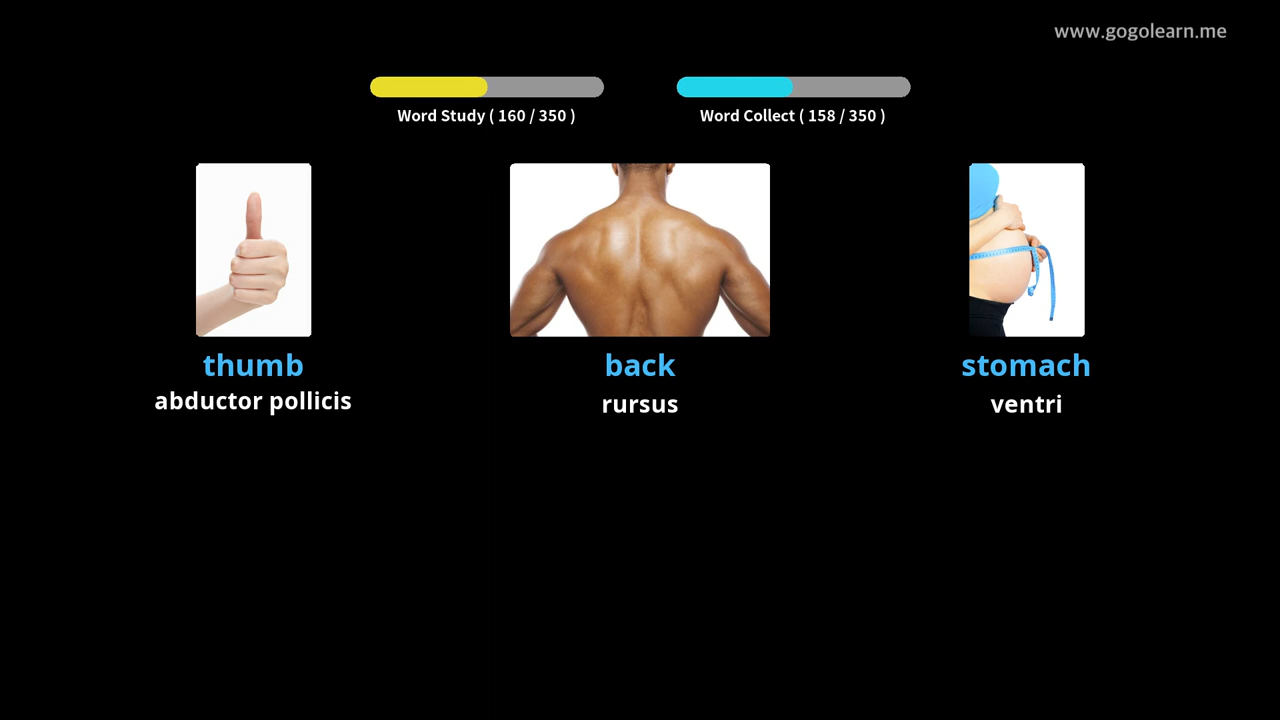 www.gogolearn.me
Word Study ( 160 / 350 )
Word Collect ( 158 / 350 )
thumb
abductor pollicis
back
rursus
stomach
ventri